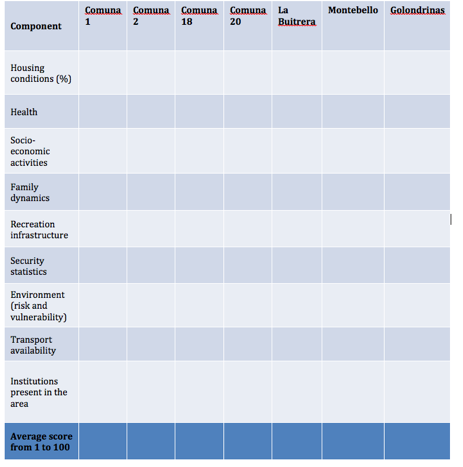 Component
Comuna 1
Comuna 2
Comuna 18
Comuna 20
La Buitrera
Montebello
Golondrinas
Housing
conditions (%)
Health
Socio-
economic
activities
Family
dynamics
Recreation
infrastructure
Security
statistics
Environment
(risk and
vulnerability)
Transport
availability
Institutions
present in the
area
Average score
from 1 to 100